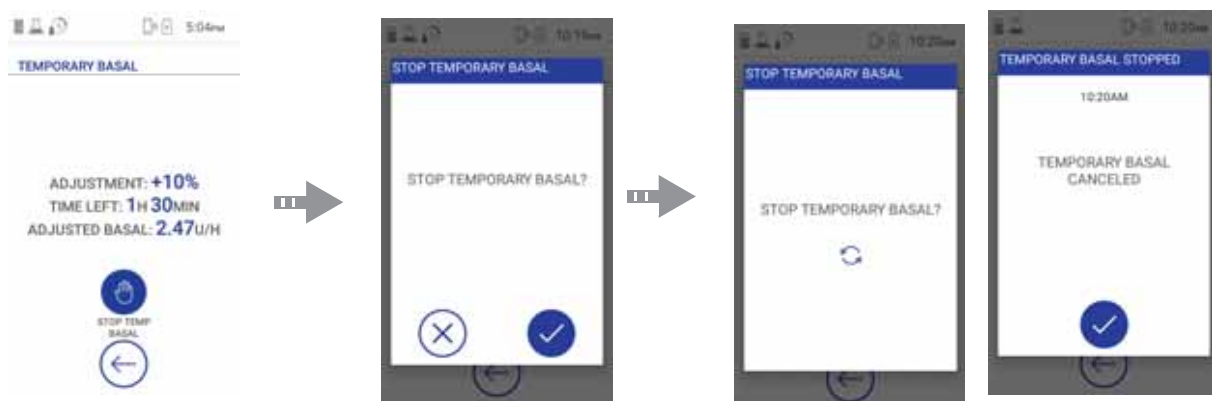 5:04PM
TEMPORARY BASAL
ADJUSTMENT: +10%
TIME LEFT: 1H 30MIN
ADJUSTED BASAL: 2.47U/H
STOP TEMP
BASAL
10:19AM
STOP TEMPORARY BASAL
STOP TEMPORARY BASAL?
10:20AM
STOP TEMPORARY BASAL
STOP TEMPORARY BASAL?
10:20AM
TEMPORARY BASAL STOPPED
10:20AM
TEMPORARY BASAL
CANCELED